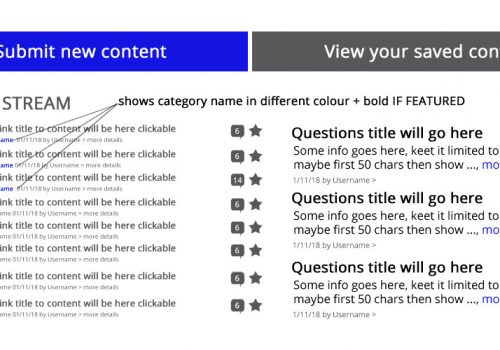 Submit new content
View your saved con
STREAM
shows category name in different colour + bold IF FEATURED
ink title to content will be here clickable 6
ame 01/11/18 by Username > more details
ink title to content will be here clickable 6
ame 01/11/18 by Username > more details
ink title to content will be here clickable 14
ame 01/11/18 by Username > more details
ink title to content will be here clickable 6
ame 01/11/18 by Username > more details
ink title to content will be here clickable 6
ame 01/11/18 by Username > more details
ink title to content will be here clickable 6
ame 01/11/18 by Username > more details
ink title to content will be here clickable 6
ame 01/11/18 by Username > more details
ink title to content will be here clickable 6
ame 01/11/18 by Username > more details
Questions title will go here
Some info goes here, keet it limited to
maybe first 50 chars then show ..., mo
1/11/18 by Username >
Questions title will go here
Some info goes here, keet it limited to
maybe first 50 chars then show ..., mo
1/11/18 by Username >
Questions title will go here
Some info goes here, keet it limited to
maybe first 50 chars then show ..., mo
1/11/18 by Username >